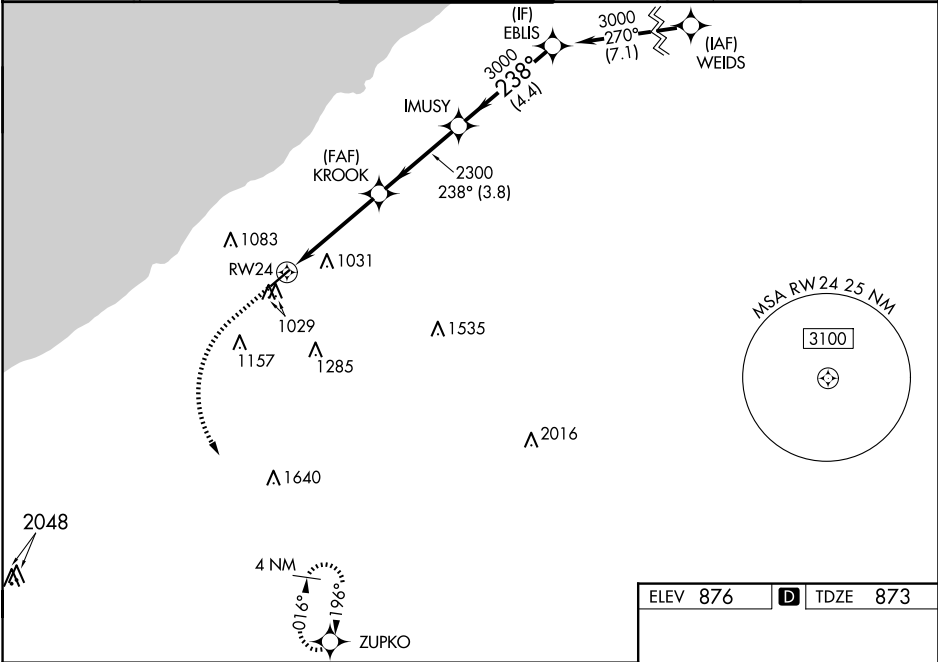 (IF)
EBLIS
3000
270°
(7.1)
(IAF)
WEIDS
3000
238°
(4.4)
IMUSY
(FAF)
KROOK
2300
238° (3.8)
1083
1031
RW24
1029
1535
1157
1285
MSA RW24 25 NM
3100
2016
1640
2048
4 NM
016°
196°
ZUPKO
ELEV 876 D TDZE 873